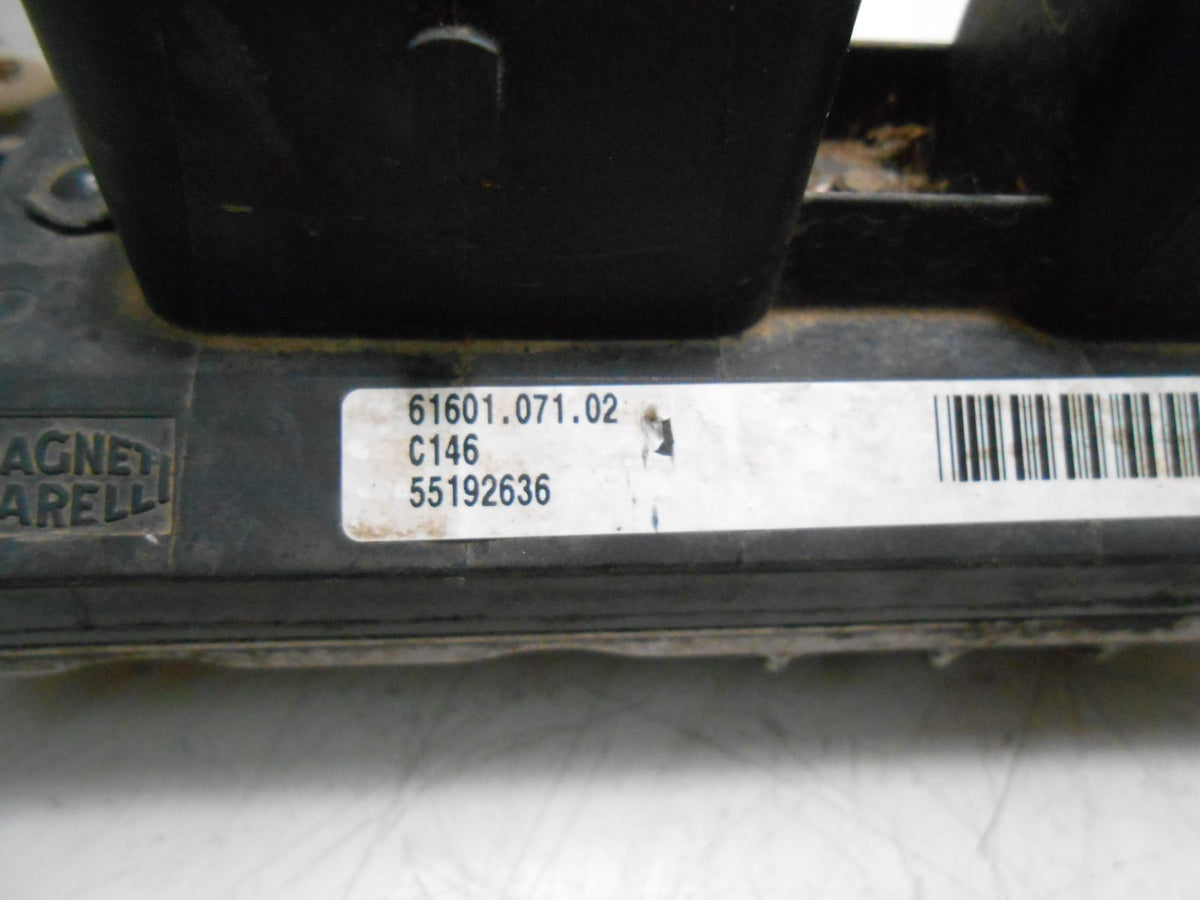 AGNETI
ARELLI
61601.071.02
C146
55192636